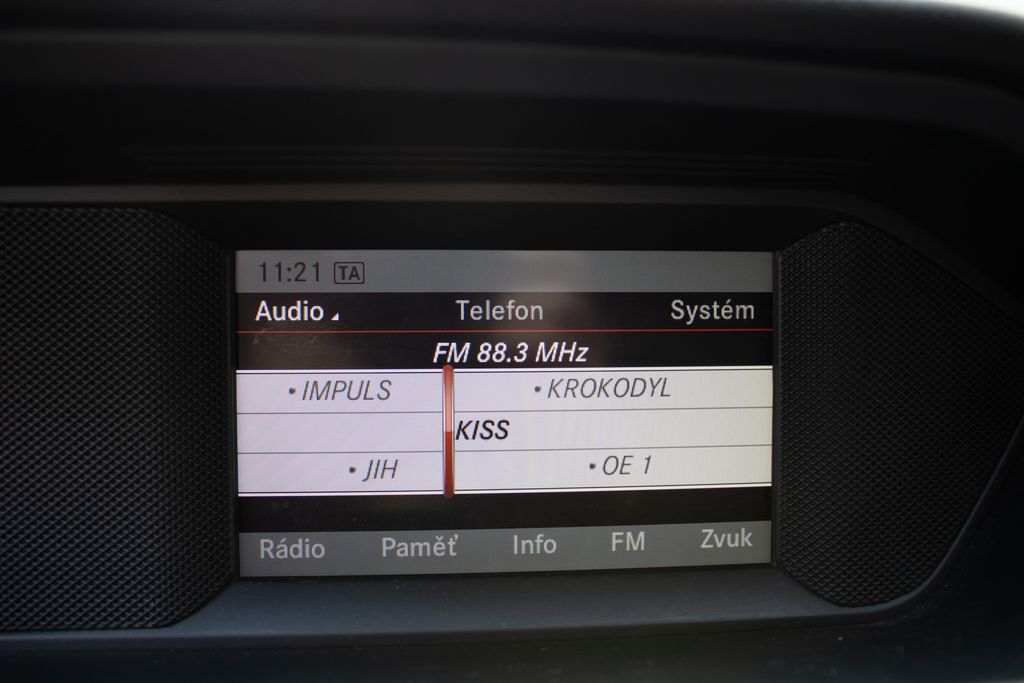 11:21 TA
Audio Telefon Systém
FM 88.3 MHz
• IMPULS • KROKODYL
KISS
• JIH • OE 1
Rádio Paměť Info FM Zvuk